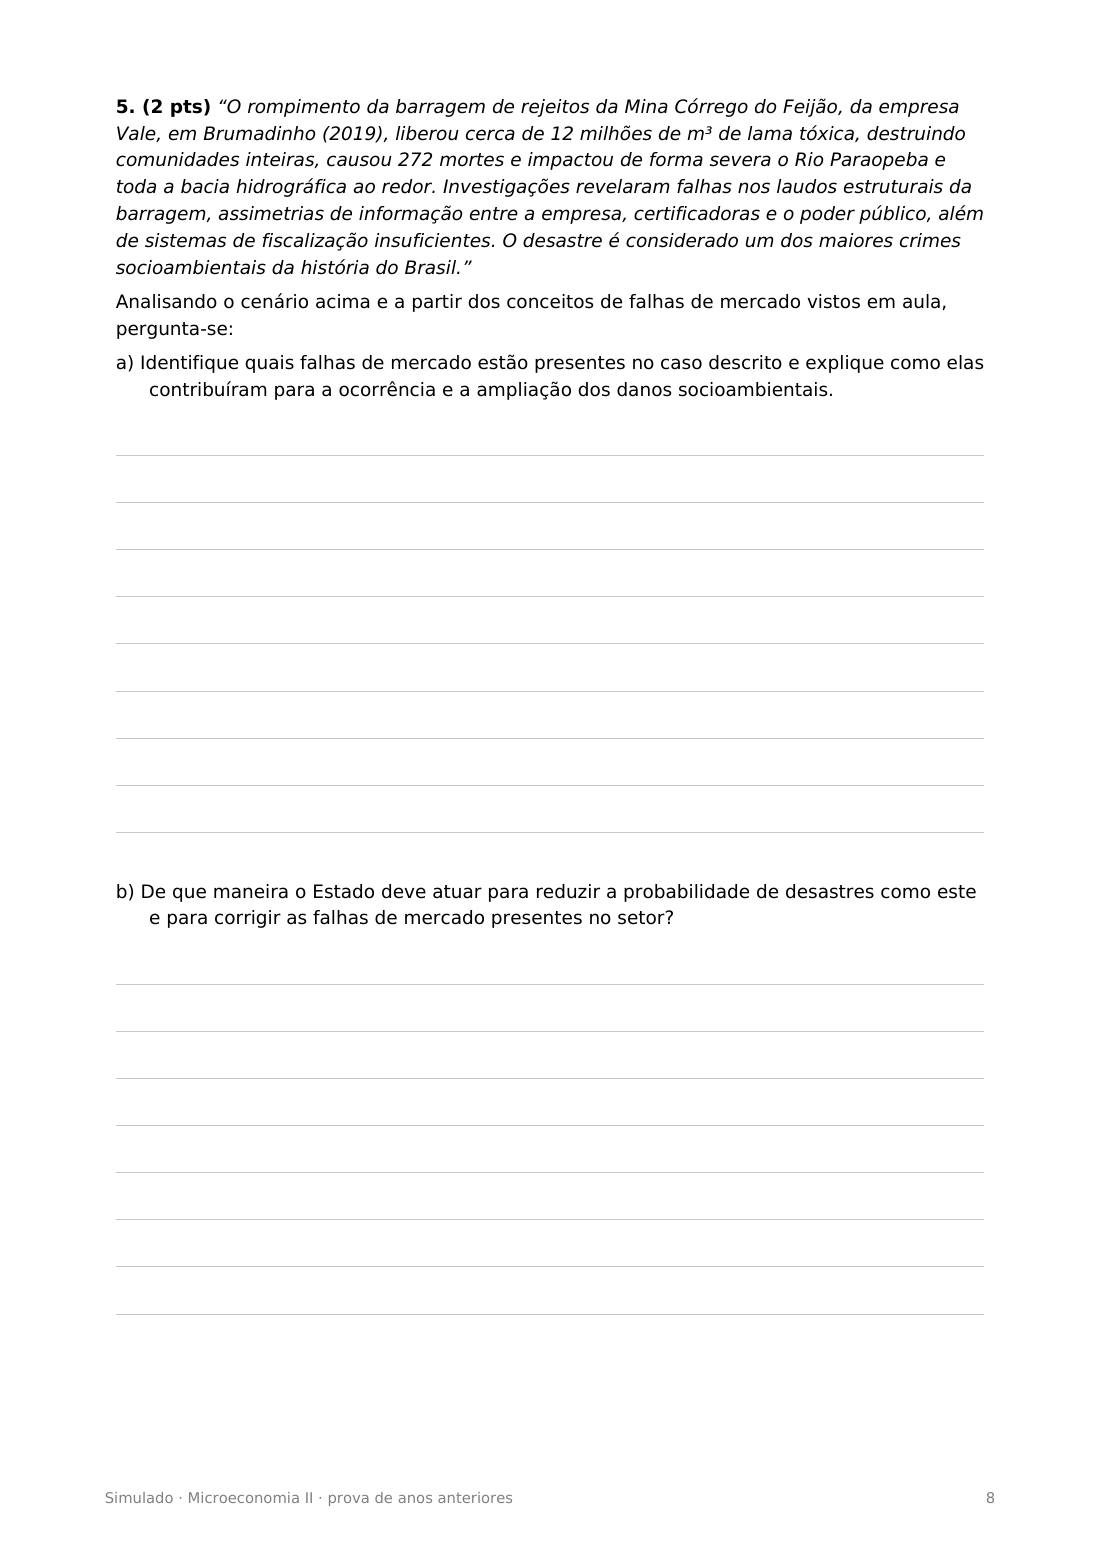 5. (2 pts) “O rompimento da barragem de rejeitos da Mina Córrego do Feijão, da empresa
Vale, em Brumadinho (2019), liberou cerca de 12 milhões de m³ de lama tóxica, destruindo
comunidades inteiras, causou 272 mortes e impactou de forma severa o Rio Paraopeba e
toda a bacia hidrográfica ao redor. Investigações revelaram falhas nos laudos estruturais da
barragem, assimetrias de informação entre a empresa, certificadoras e o poder público, além
de sistemas de fiscalização insuficientes. O desastre é considerado um dos maiores crimes
socioambientais da história do Brasil.”
Analisando o cenário acima e a partir dos conceitos de falhas de mercado vistos em aula,
pergunta-se:
a) Identifique quais falhas de mercado estão presentes no caso descrito e explique como elas
contribuíram para a ocorrência e a ampliação dos danos socioambientais.
b) De que maneira o Estado deve atuar para reduzir a probabilidade de desastres como este
e para corrigir as falhas de mercado presentes no setor?
Simulado · Microeconomia II · prova de anos anteriores
8